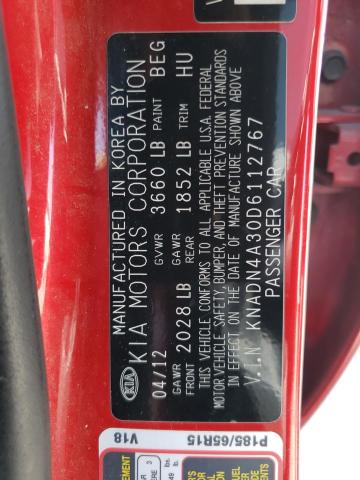 MANUFACTURED IN KOREA BY
KIA MOTORS CORPORATION
KIA
04/12 GVWR 3660 LB PAINT BEG
GAWR FRONT 2028 LB GAWR REAR 1852 LB TRIM HU
THIS VEHICLE CONFORMS TO ALL APPLICABLE U.S.A. FEDERAL
MOTOR VEHICLE SAFETY, BUMPER, AND THEFT PREVENTION STANDARDS
IN EFFECT ON THE DATE OF MANUFACTURE SHOWN ABOVE
V.I.N KNADN4A30D6112767
PASSENGER CAR
V18
P185/65R15